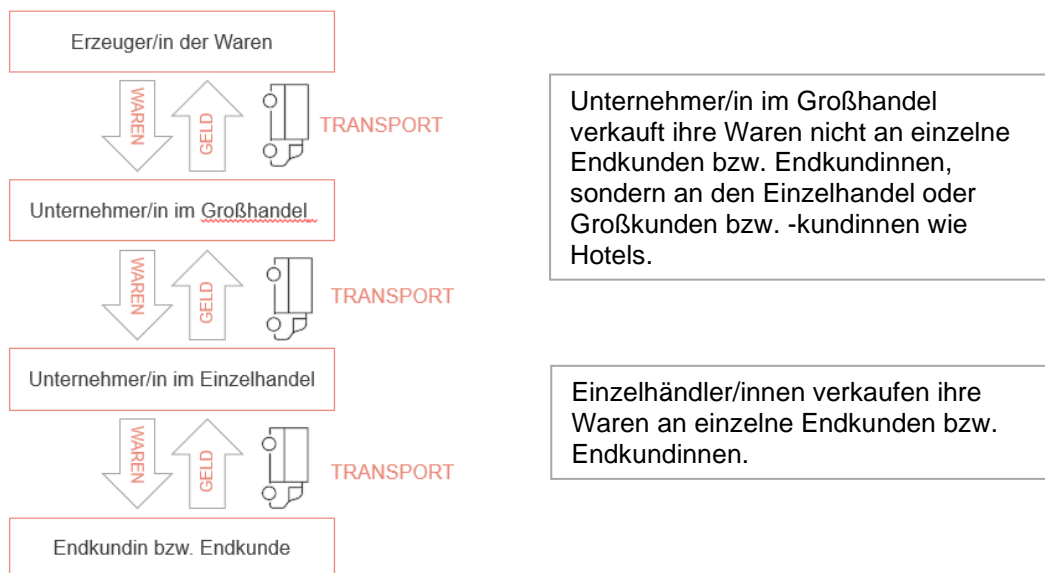 Erzeuger/in der Waren
WAREN
GELD
TRANSPORT
Unternehmer/in im Großhandel
verkauft ihre Waren nicht an einzelne
Endkunden bzw. Endkundinnen,
sondern an den Einzelhandel oder
Großkunden bzw. -kundinnen wie
Hotels.
Unternehmer/in im Großhandel
WAREN
GELD
TRANSPORT
Unternehmer/in im Einzelhandel
Einzelhändler/innen verkaufen ihre
Waren an einzelne Endkunden bzw.
Endkundinnen.
WAREN
GELD
TRANSPORT
Endkundin bzw. Endkunde